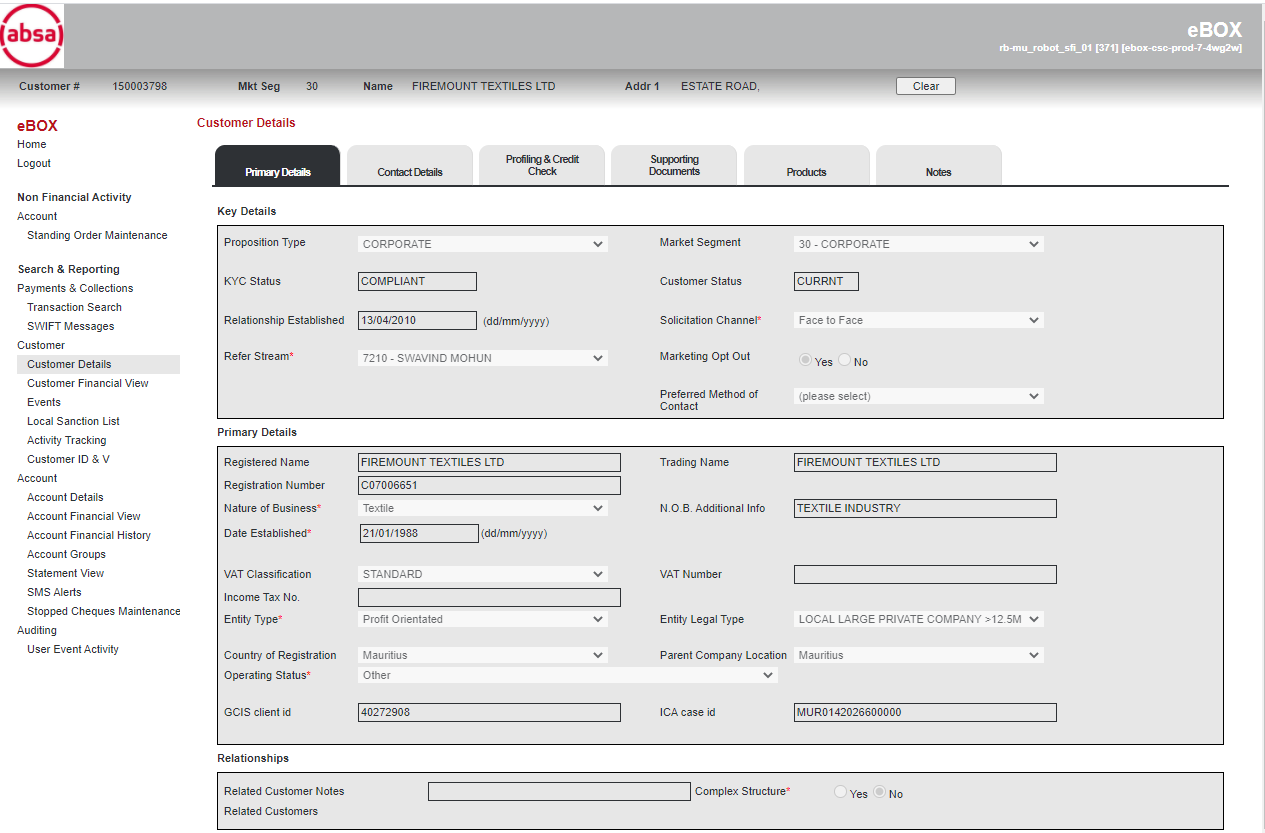 absa
eBOX
rb-mu_robot_sfi_01 [371] [ebox-csc-prod-7-4wg2w]
Customer # 150003798 Mkt Seg 30 Name FIREMOUNT TEXTILES LTD Addr 1 ESTATE ROAD, Clear
eBOX
Home
Logout
Non Financial Activity
Account
Standing Order Maintenance
Search & Reporting
Payments & Collections
Transaction Search
SWIFT Messages
Customer
Customer Details
Customer Financial View
Events
Local Sanction List
Activity Tracking
Customer ID & V
Account
Account Details
Account Financial View
Account Financial History
Account Groups
Statement View
SMS Alerts
Stopped Cheques Maintenance
Auditing
User Event Activity
Customer Details
Primary Details
Contact Details
Profiling & Credit
Check
Supporting
Documents
Products
Notes
Key Details
Proposition Type CORPORATE Market Segment 30 - CORPORATE
KYC Status COMPLIANT Customer Status CURRNT
Relationship Established 13/04/2010 (dd/mm/yyyy) Solicitation Channel* Face to Face
Refer Stream* 7210 - SWAVIND MOHUN Marketing Opt Out Yes No
Preferred Method of
Contact (please select)
Primary Details
Registered Name FIREMOUNT TEXTILES LTD Trading Name FIREMOUNT TEXTILES LTD
Registration Number C07006651
Nature of Business* Textile N.O.B. Additional Info TEXTILE INDUSTRY
Date Established* 21/01/1988 (dd/mm/yyyy)
VAT Classification STANDARD VAT Number
Income Tax No.
Entity Type* Profit Orientated Entity Legal Type LOCAL LARGE PRIVATE COMPANY >12.5M
Country of Registration Mauritius Parent Company Location Mauritius
Operating Status* Other
GCIS client id 40272908 ICA case id MUR0142026600000
Relationships
Related Customer Notes Complex Structure* Yes No
Related Customers